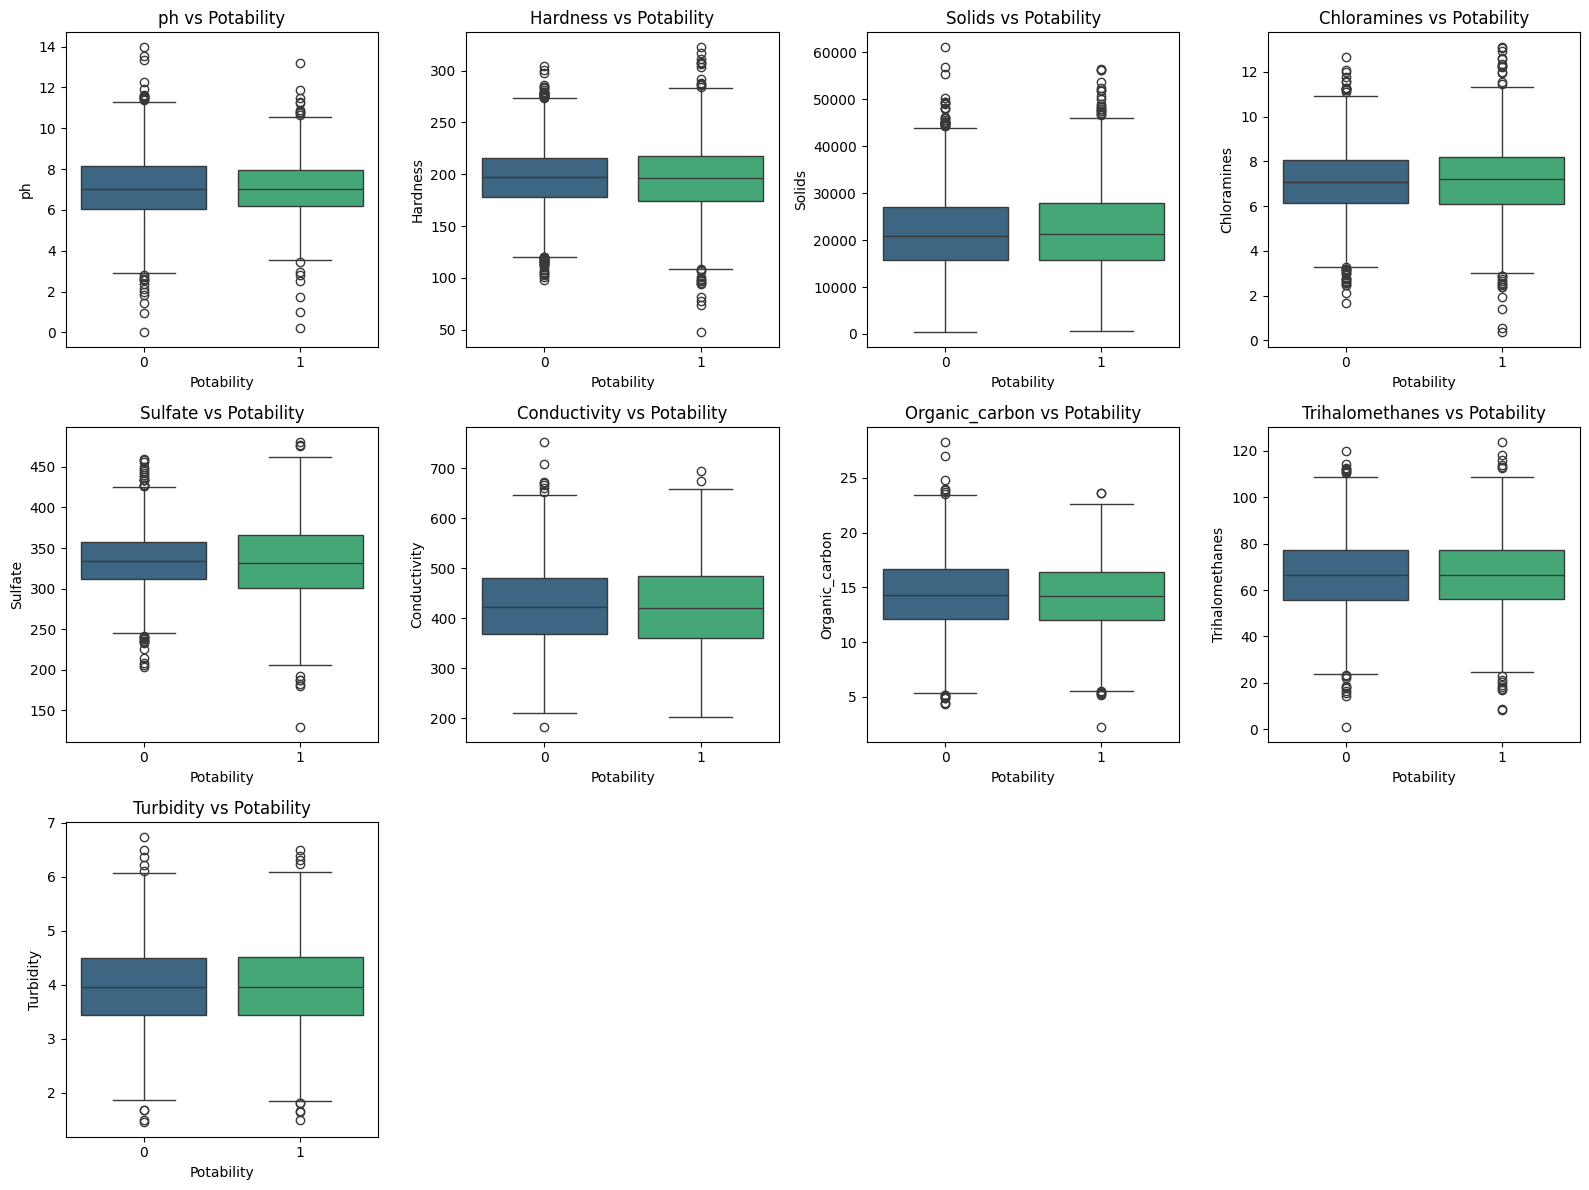 ph vs Potability
14
12
10
8
6
4
2
0
ph
0 1
Potability
Hardness vs Potability
300
250
200
150
100
50
Hardness
0 1
Potability
Solids vs Potability
60000
50000
40000
30000
20000
10000
0
Solids
0 1
Potability
Chloramines vs Potability
12
10
8
6
4
2
0
Chloramines
0 1
Potability
Sulfate vs Potability
450
400
350
300
250
200
150
Sulfate
0 1
Potability
Conductivity vs Potability
700
600
500
400
300
200
Conductivity
0 1
Potability
Organic_carbon vs Potability
25
20
15
10
5
Organic_carbon
0 1
Potability
Trihalomethanes vs Potability
120
100
80
60
40
20
0
Trihalomethanes
0 1
Potability
Turbidity vs Potability
7
6
5
4
3
2
Turbidity
0 1
Potability